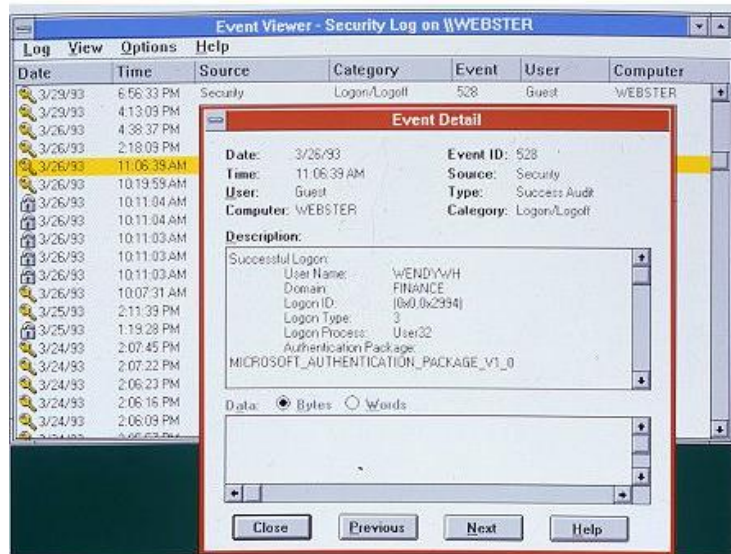 Event Viewer - Security Log on \\WEBSTER
Log View Options Help
Date Time Source Category Event User Computer
3/29/93 6:56:33 PM Security Logon/Logoff 528 Guest WEBSTER
3/29/93 4:13:09 PM
3/26/93 4:38:37 PM
3/26/93 2:18:09 PM
3/26/93 11:06:39 AM
3/26/93 10:19:59 AM
3/26/93 10:11:04 AM
3/26/93 10:11:04 AM
3/26/93 10:11:03 AM
3/26/93 10:11:03 AM
3/26/93 10:11:03 AM
3/26/93 10:07:31 AM
3/25/93 2:11:39 PM
3/25/93 1:19:28 PM
3/24/93 2:07:45 PM
3/24/93 2:07:22 PM
3/24/93 2:06:23 PM
3/24/93 2:06:16 PM
3/24/93 2:06:09 PM
Event Detail
Date: 3/26/93 Event ID: 528
Time: 11:06:39 AM Source: Security
User: Guest Type: Success Audit
Computer: WEBSTER Category: Logon/Logoff
Description:
Successful Logon:
User Name: WENDYWH
Domain: FINANCE
Logon ID: (0x0,0x2994)
Logon Type: 3
Logon Process: User32
Authentication Package:
MICROSOFT_AUTHENTICATION_PACKAGE_V1_0
Data: Bytes Words
Close Previous Next Help